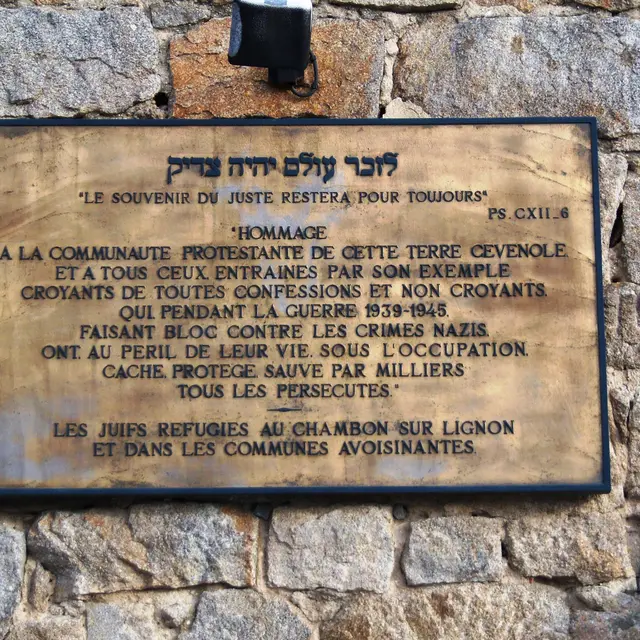 לזכר עולם יהיה צדיק
"LE SOUVENIR DU JUSTE RESTERA POUR TOUJOURS"
PS. CXII_6
"HOMMAGE
A LA COMMUNAUTE PROTESTANTE DE CETTE TERRE CEVENOLE
ET A TOUS CEUX, ENTRAINES PAR SON EXEMPLE
CROYANTS DE TOUTES CONFESSIONS ET NON CROYANTS,
QUI PENDANT LA GUERRE 1939-1945,
FAISANT BLOC CONTRE LES CRIMES NAZIS,
ONT, AU PERIL DE LEUR VIE, SOUS L'OCCUPATION,
CACHE, PROTEGE, SAUVE PAR MILLIERS
TOUS LES PERSECUTES."
LES JUIFS REFUGIES AU CHAMBON SUR LIGNON
ET DANS LES COMMUNES AVOISINANTES.